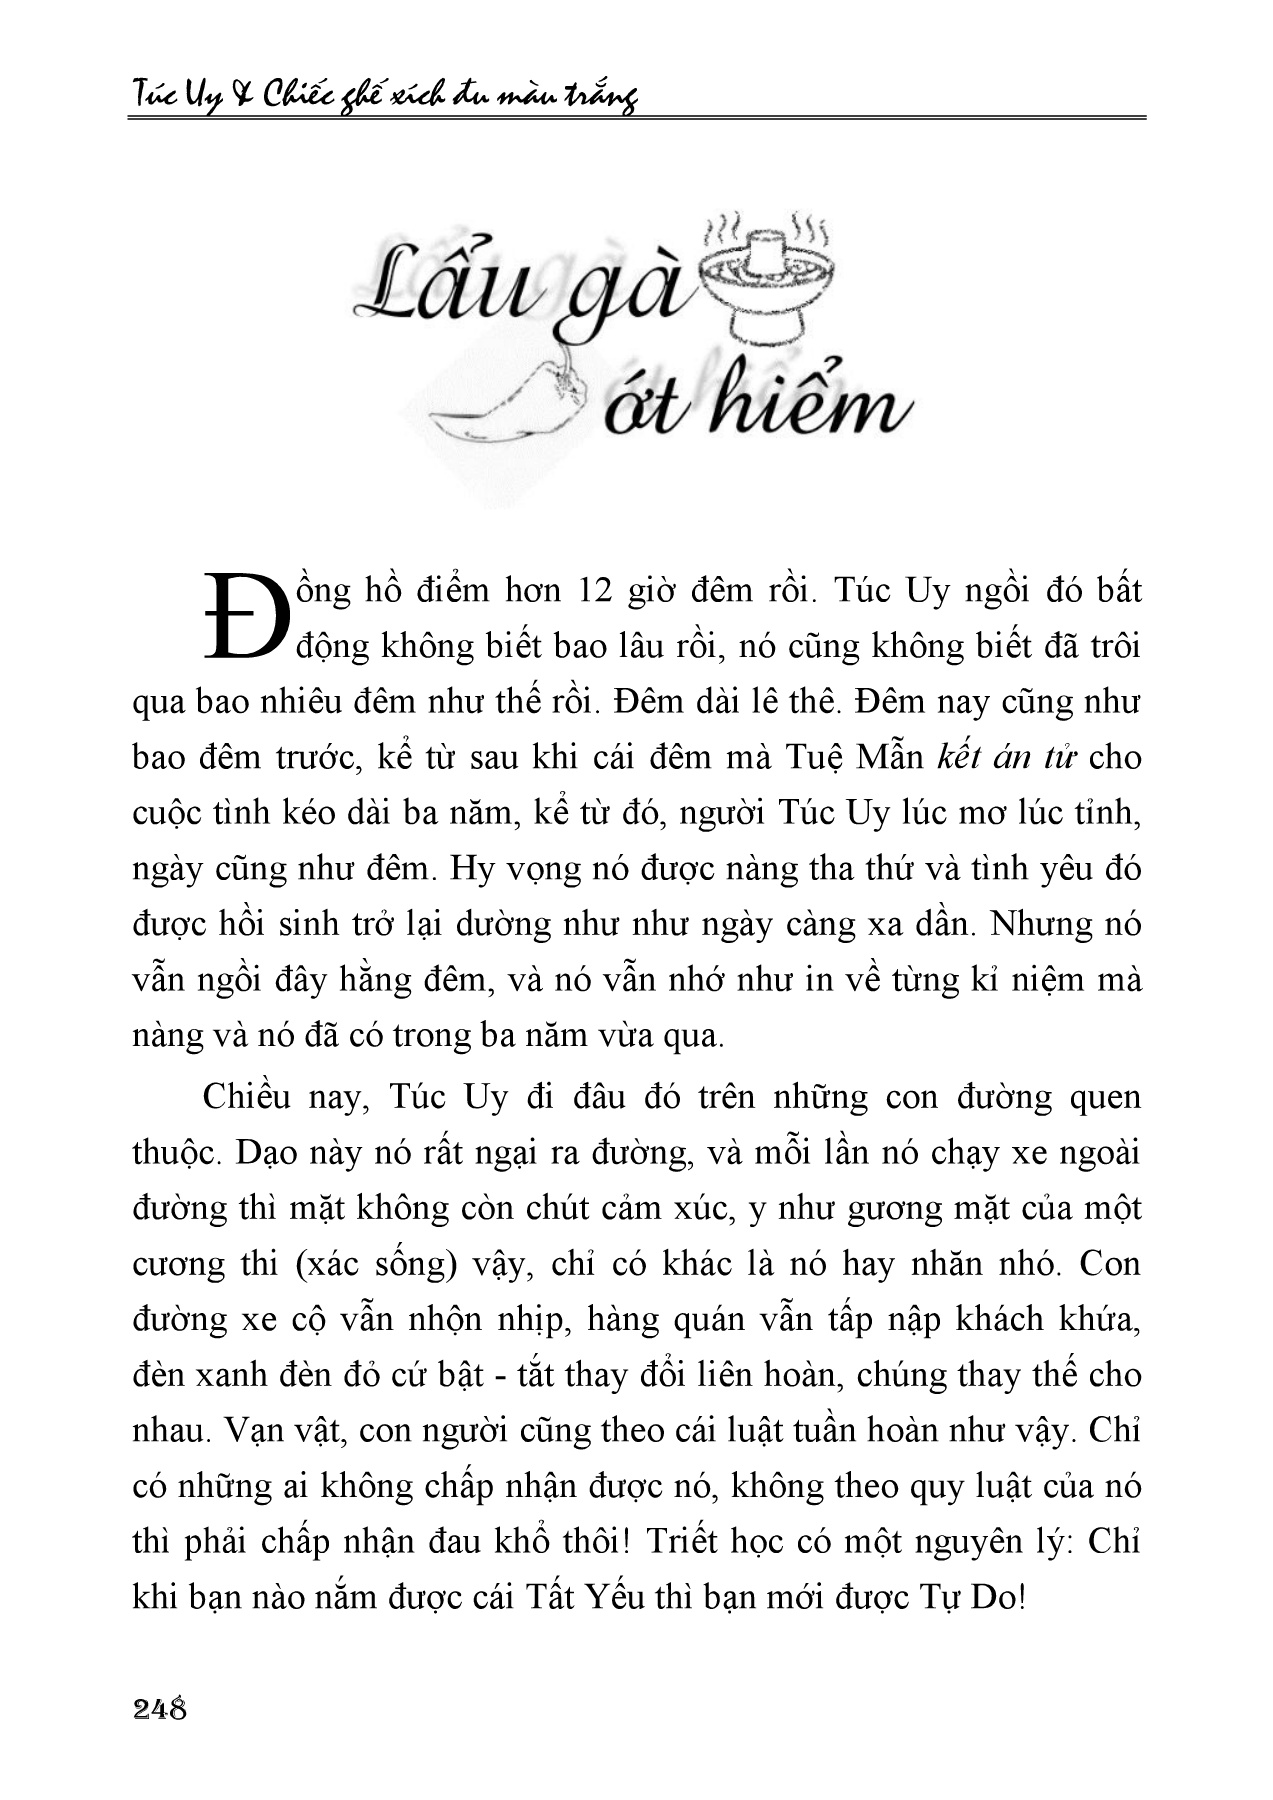 Túc Uy & Chiếc ghế xích đu màu trắng
Lẩu gà
ớt hiểm
Đồng hồ điểm hơn 12 giờ đêm rồi. Túc Uy ngồi đó bất
động không biết bao lâu rồi, nó cũng không biết đã trôi
qua bao nhiêu đêm như thế rồi. Đêm dài lê thê. Đêm nay cũng như
bao đêm trước, kể từ sau khi cái đêm mà Tuệ Mẫn kết án tử cho
cuộc tình kéo dài ba năm, kể từ đó, người Túc Uy lúc mơ lúc tỉnh,
ngày cũng như đêm. Hy vọng nó được nàng tha thứ và tình yêu đó
được hồi sinh trở lại dường như như ngày càng xa dần. Nhưng nó
vẫn ngồi đây hằng đêm, và nó vẫn nhớ như in về từng kỉ niệm mà
nàng và nó đã có trong ba năm vừa qua.
Chiều nay, Túc Uy đi đâu đó trên những con đường quen
thuộc. Dạo này nó rất ngại ra đường, và mỗi lần nó chạy xe ngoài
đường thì mặt không còn chút cảm xúc, y như gương mặt của một
cương thi (xác sống) vậy, chỉ có khác là nó hay nhăn nhó. Con
đường xe cộ vẫn nhộn nhịp, hàng quán vẫn tấp nập khách khứa,
đèn xanh đèn đỏ cứ bật - tắt thay đổi liên hoàn, chúng thay thế cho
nhau. Vạn vật, con người cũng theo cái luật tuần hoàn như vậy. Chỉ
có những ai không chấp nhận được nó, không theo quy luật của nó
thì phải chấp nhận đau khổ thôi! Triết học có một nguyên lý: Chỉ
khi bạn nào nắm được cái Tất Yếu thì bạn mới được Tự Do!
248